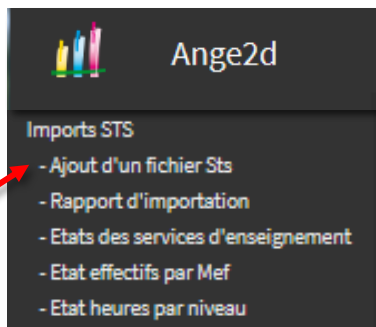 Ange2d
Imports STS
- Ajout d'un fichier Sts
- Rapport d'importation
- Etats des services d'enseignement
- Etat effectifs par Mef
- Etat heures par niveau